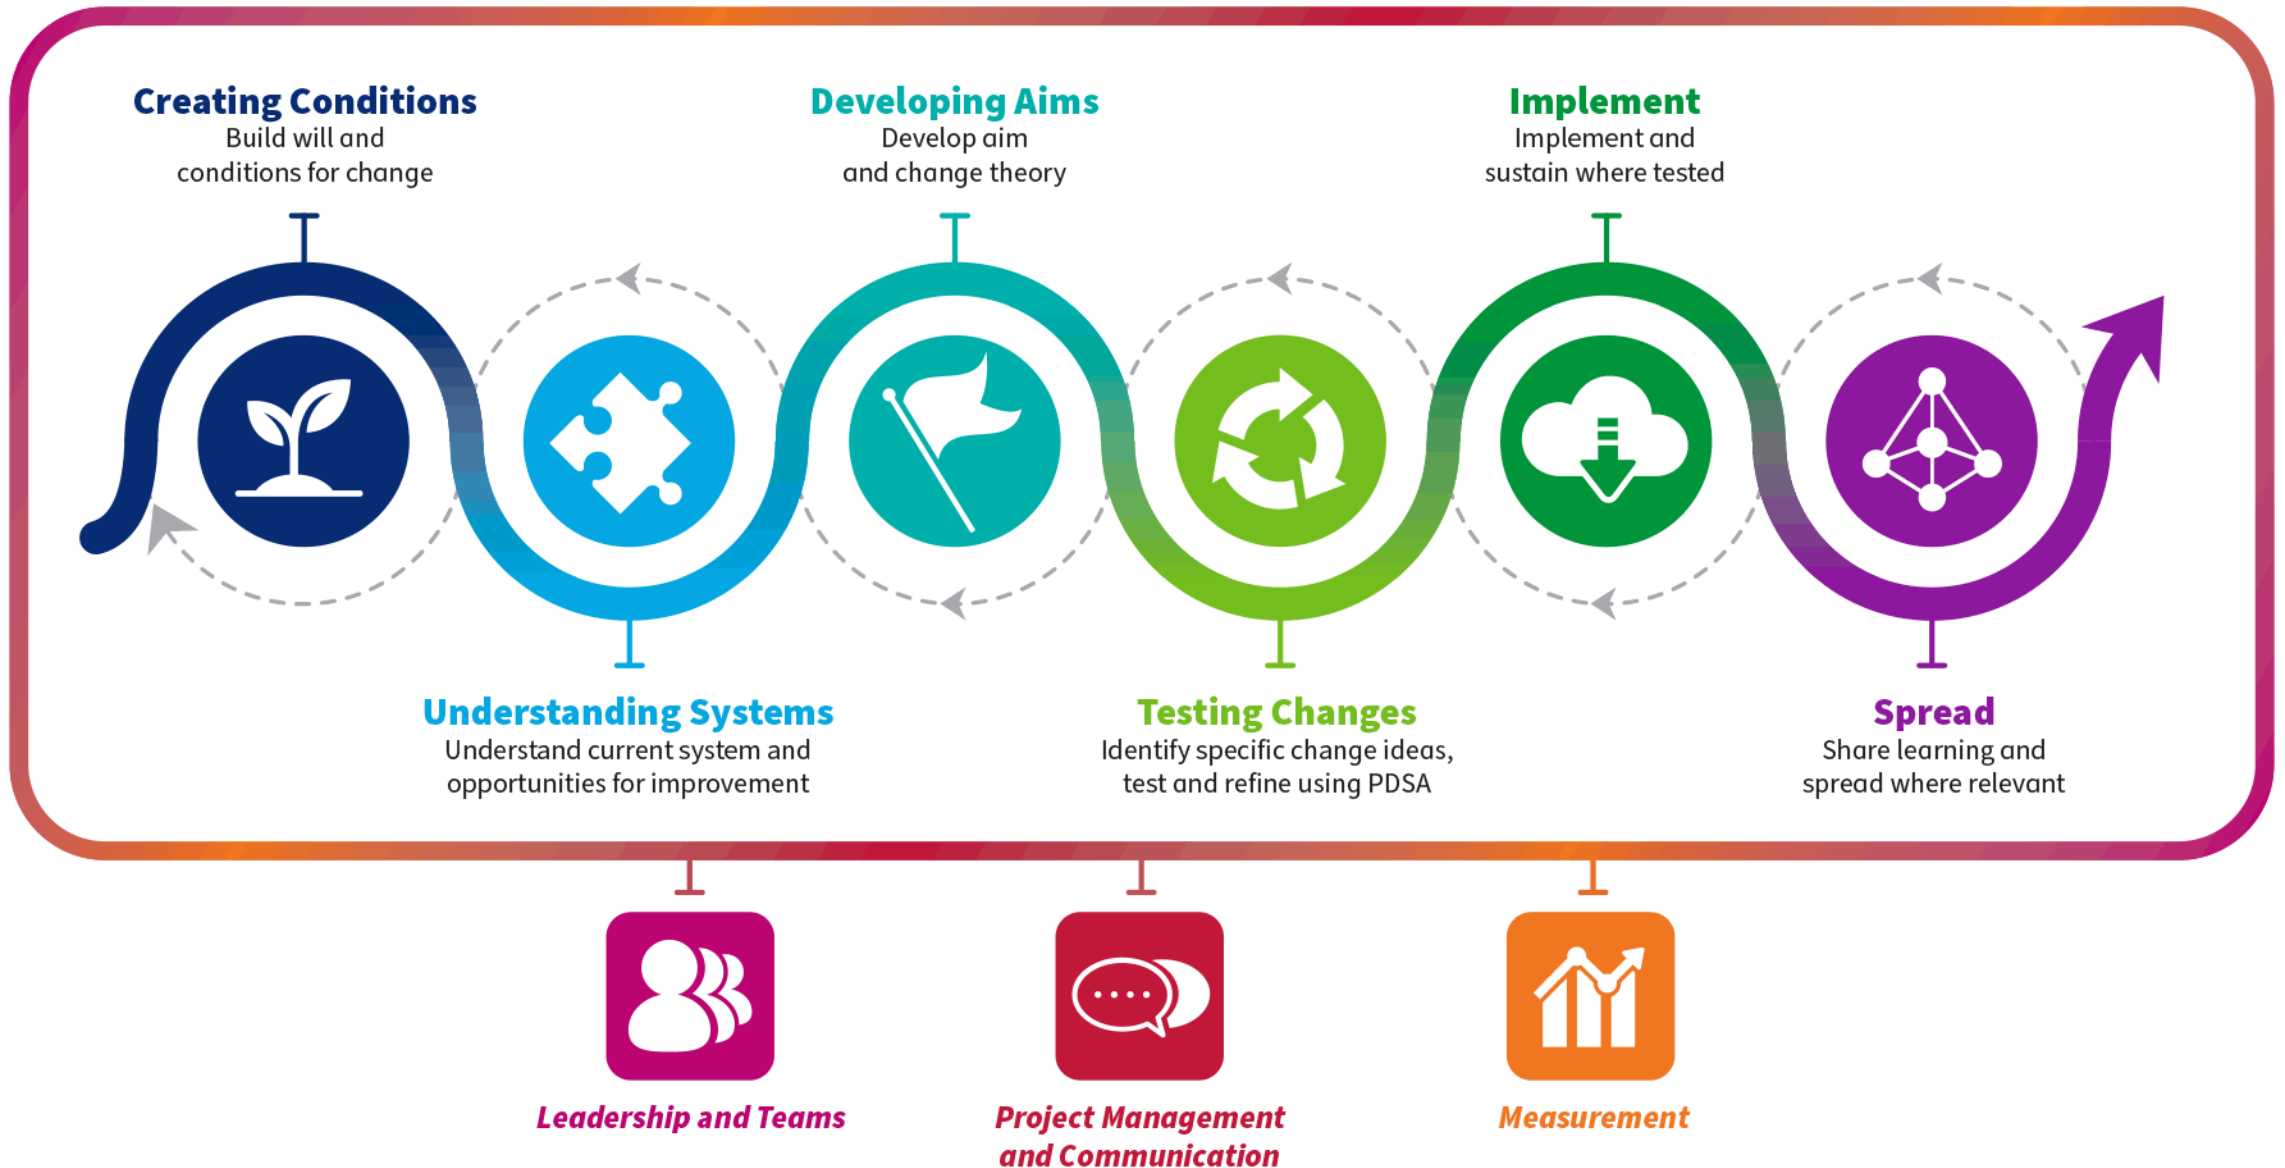 Creating Conditions
Build will and
conditions for change
Developing Aims
Develop aim
and change theory
Implement
Implement and
sustain where tested
Understanding Systems
Understand current system and
opportunities for improvement
Testing Changes
Identify specific change ideas,
test and refine using PDSA
Spread
Share learning and
spread where relevant
Leadership and Teams
Project Management
and Communication
Measurement